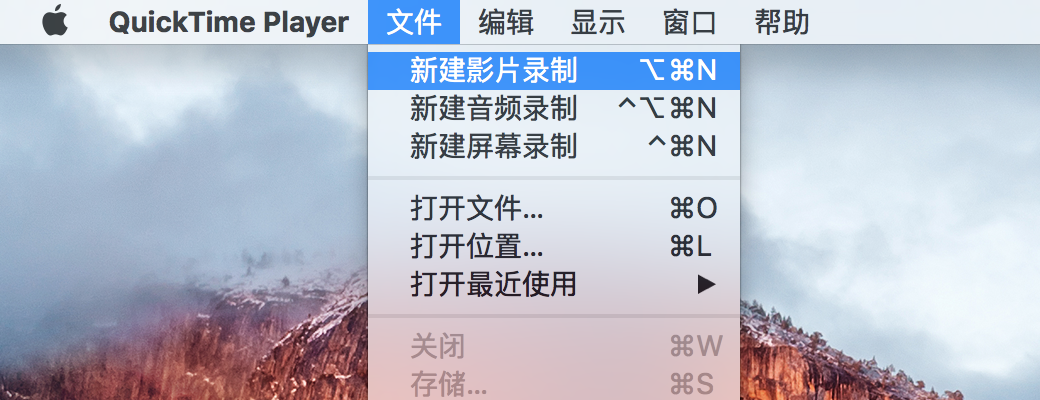 QuickTime Player 文件 编辑 显示 窗口 帮助
新建影片录制 ⌥⌘N
新建音频录制 ^⌥⌘N
新建屏幕录制 ^⌘N
打开文件... ⌘O
打开位置... ⌘L
打开最近使用 ▶
关闭 ⌘W
存储... ⌘S